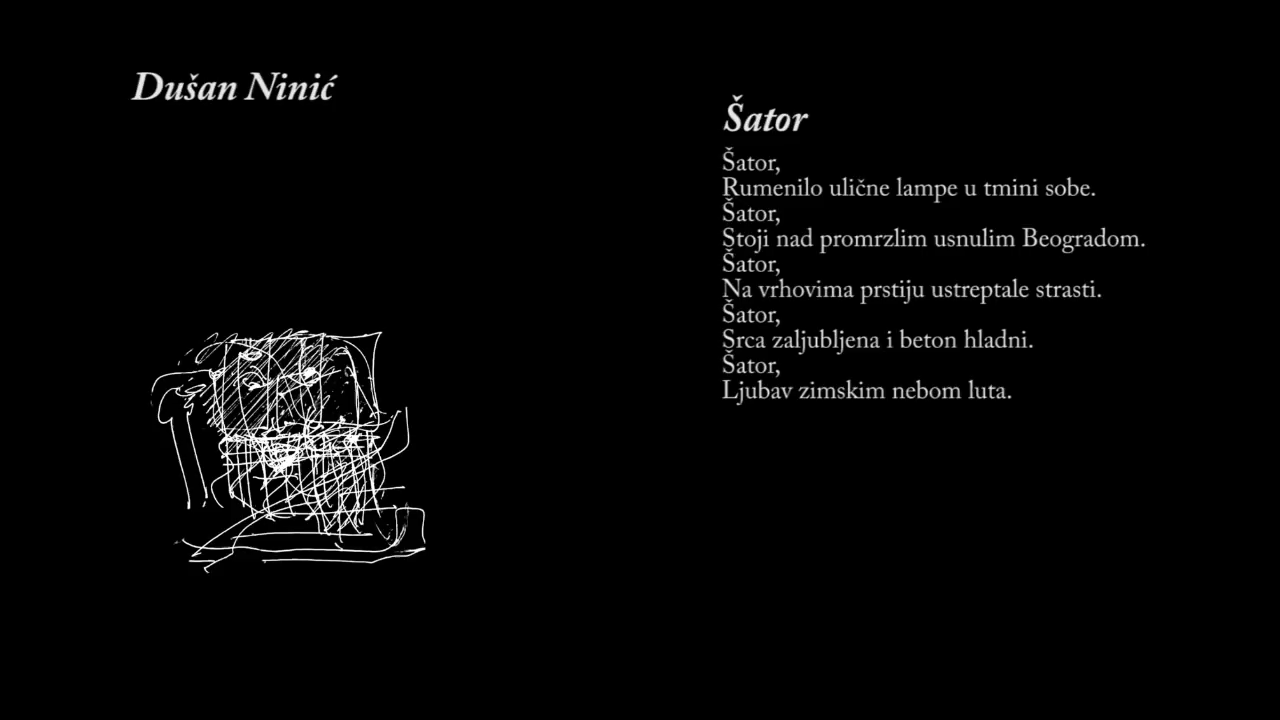 Dušan Ninić
Šator
Šator,
Rumenilo ulične lampe u tmini sobe.
Šator,
Stoji nad promrzlim usnulim Beogradom.
Šator,
Na vrhovima prstiju ustreptale strasti.
Šator,
Srca zaljubljena i beton hladni.
Šator,
Ljubav zimskim nebom luta.